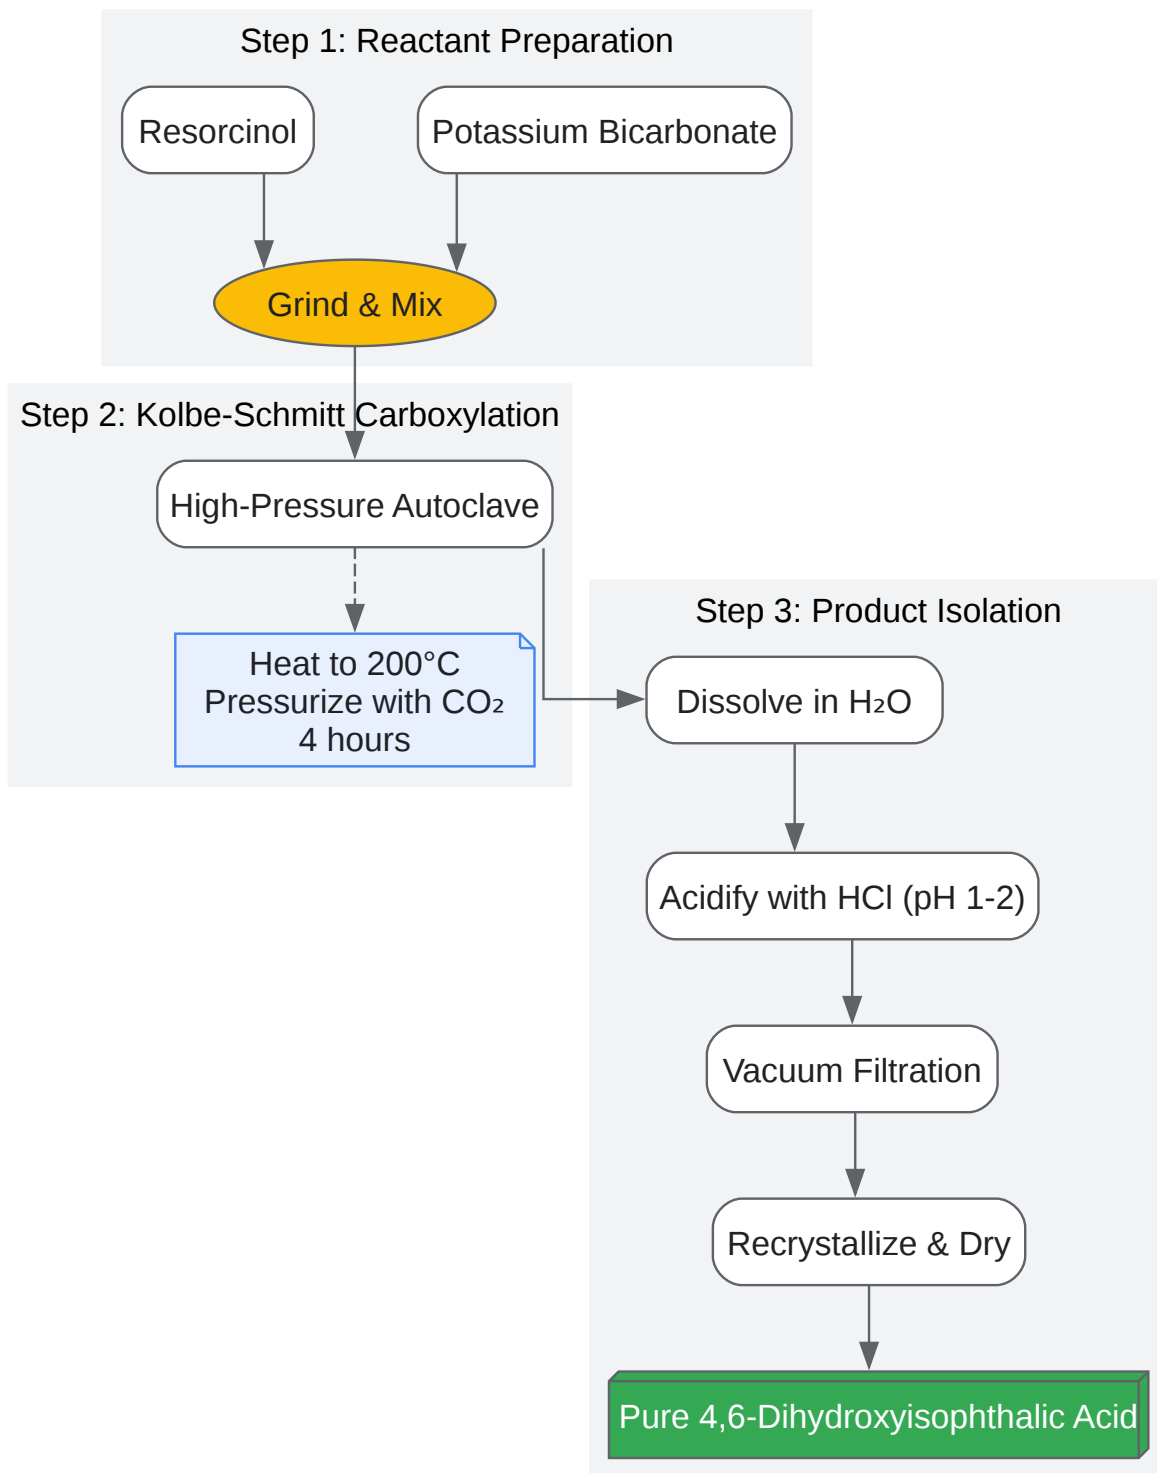 Step 1: Reactant Preparation
Resorcinol
Potassium Bicarbonate
Grind & Mix
Step 2: Kolbe-Schmitt Carboxylation
High-Pressure Autoclave
Heat to 200°C
Pressurize with CO₂
4 hours
Step 3: Product Isolation
Dissolve in H₂O
Acidify with HCl (pH 1-2)
Vacuum Filtration
Recrystallize & Dry
Pure 4,6-Dihydroxyisophthalic Acid